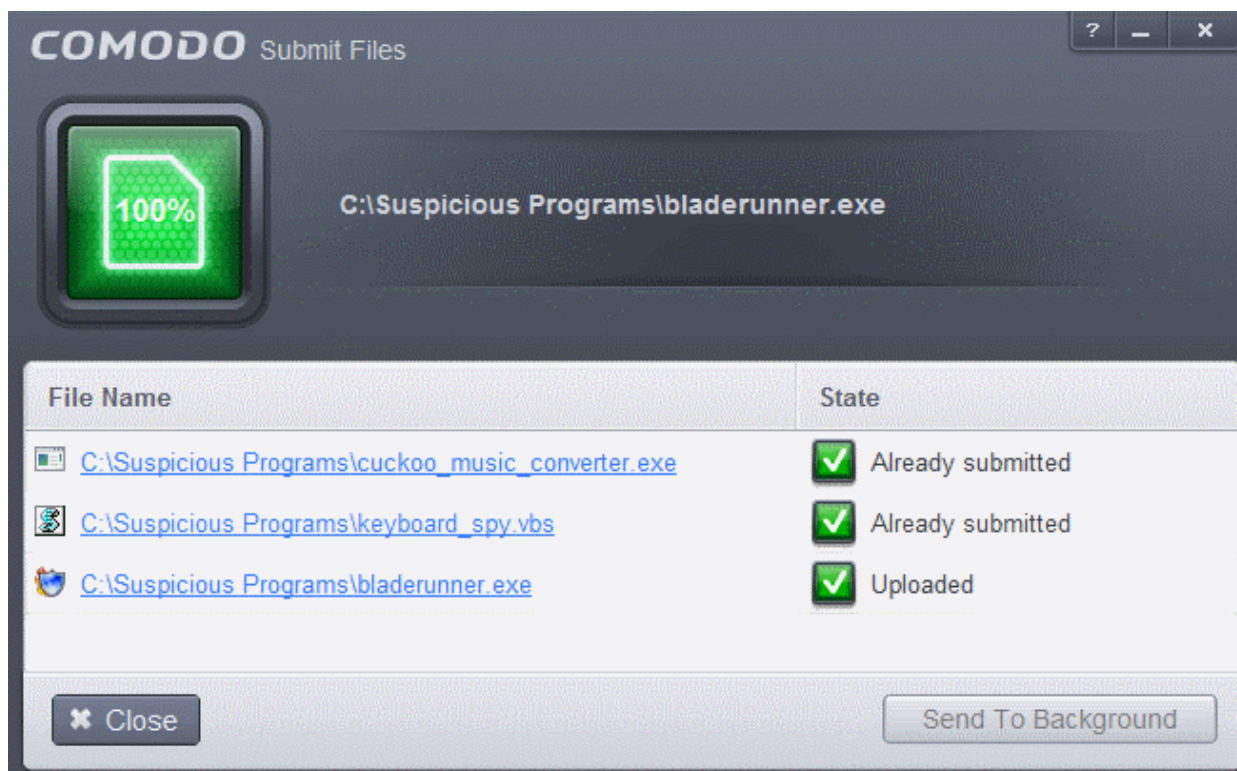 COMODO Submit Files
? – ×
100%
C:\Suspicious Programs\bladerunner.exe
File Name State
C:\Suspicious Programs\cuckoo_music_converter.exe Already submitted
C:\Suspicious Programs\keyboard_spy.vbs Already submitted
C:\Suspicious Programs\bladerunner.exe Uploaded
Close Send To Background